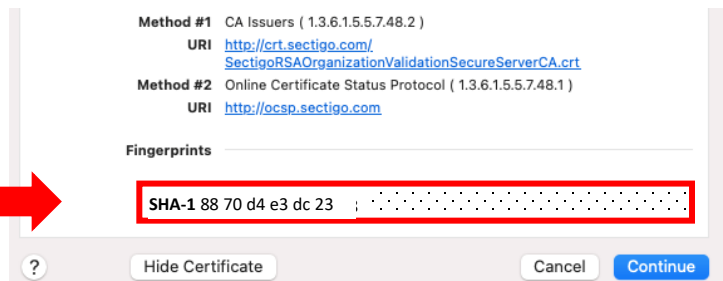 Method #1 CA Issuers ( 1.3.6.1.5.5.7.48.2 )
URI http://crt.sectigo.com/
SectigoRSAOrganizationValidationSecureServerCA.crt
Method #2 Online Certificate Status Protocol ( 1.3.6.1.5.5.7.48.1 )
URI http://ocsp.sectigo.com
Fingerprints
SHA-1 88 70 d4 e3 dc 23
? Hide Certificate Cancel Continue